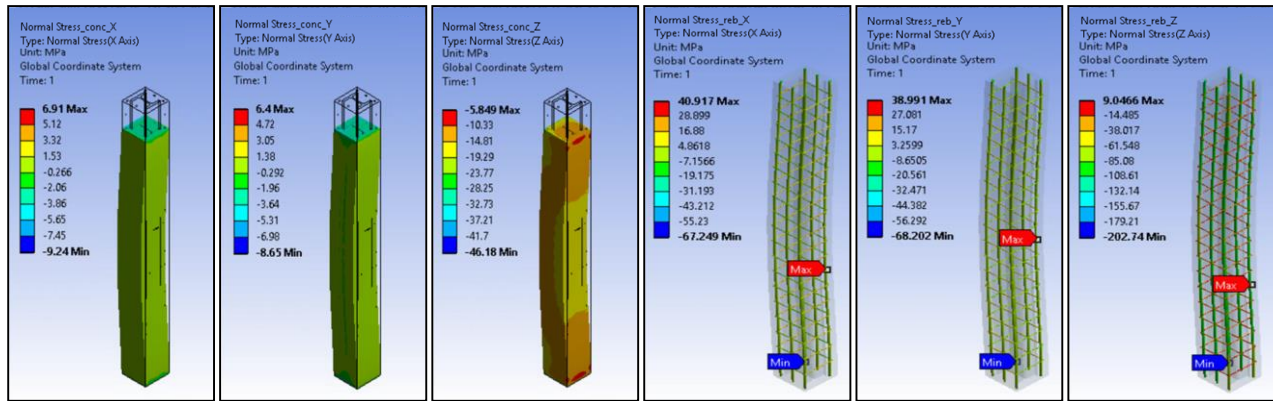 Normal Stress_conc_X
Type: Normal Stress(X Axis)
Unit: MPa
Global Coordinate System
Time: 1
6.91 Max
5.12
3.32
1.53
-0.266
-2.06
-3.86
-5.65
-7.45
-9.24 Min
Normal Stress_conc_Y
Type: Normal Stress(Y Axis)
Unit: MPa
Global Coordinate System
Time: 1
6.4 Max
4.72
3.05
1.38
-0.292
-1.96
-3.64
-5.31
-6.98
-8.65 Min
Normal Stress_conc_Z
Type: Normal Stress(Z Axis)
Unit: MPa
Global Coordinate System
Time: 1
-5.849 Max
-10.33
-14.81
-19.29
-23.77
-28.25
-32.73
-37.21
-41.7
-46.18 Min
Normal Stress_reb_X
Type: Normal Stress(X Axis)
Unit: MPa
Global Coordinate System
Time: 1
40.917 Max
28.899
16.88
4.8618
-7.1566
-19.175
-31.193
-43.212
-55.23
-67.249 Min
Max
Min
Normal Stress_reb_Y
Type: Normal Stress(Y Axis)
Unit: MPa
Global Coordinate System
Time: 1
38.991 Max
27.081
15.17
3.2599
-8.6505
-20.561
-32.471
-44.382
-56.292
-68.202 Min
Max
Min
Normal Stress_reb_Z
Type: Normal Stress(Z Axis)
Unit: MPa
Global Coordinate System
Time: 1
9.0466 Max
-14.485
-38.017
-61.548
-85.08
-108.61
-132.14
-155.67
-179.21
-202.74 Min
Max
Min